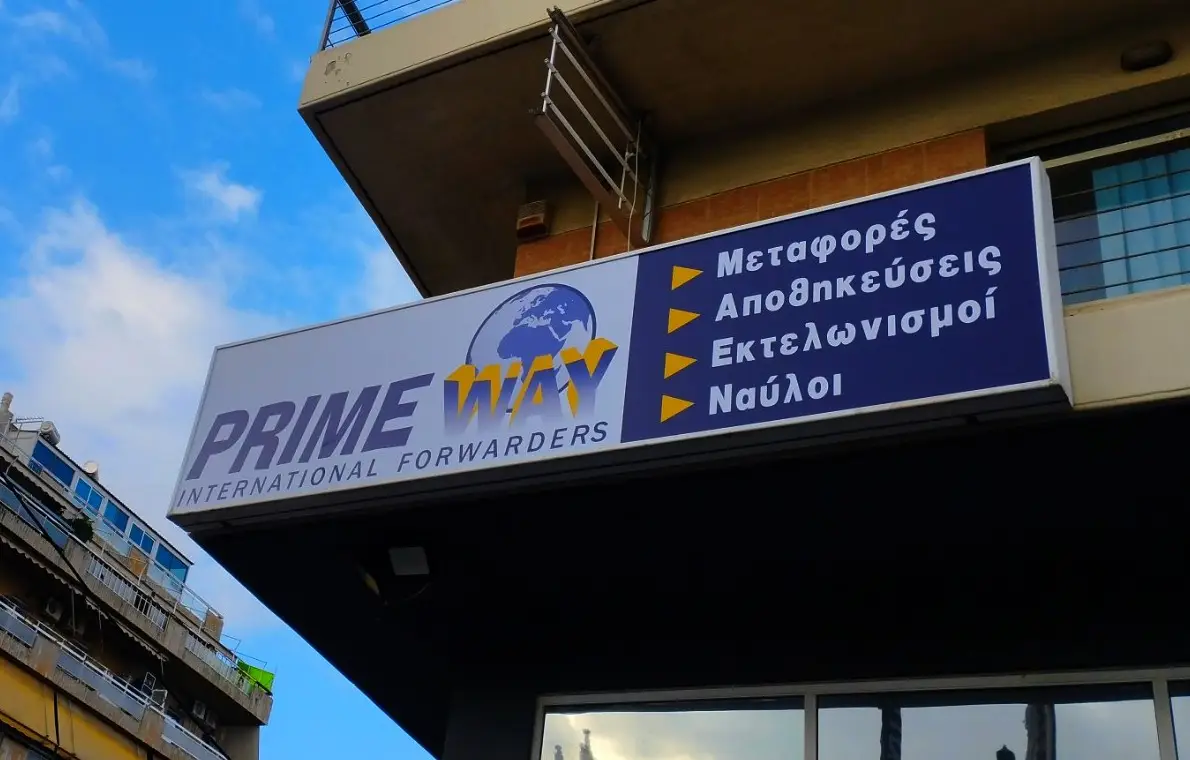 PRIME WAY
INTERNATIONAL FORWARDERS
Μεταφορές
Αποθηκεύσεις
Εκτελωνισμοί
Ναύλοι